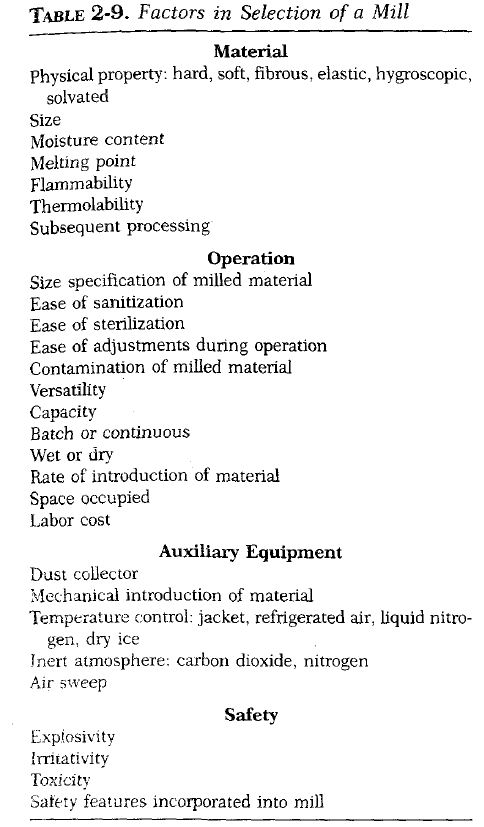 TABLE 2-9. Factors in Selection of a Mill
Material
Physical property: hard, soft, fibrous, elastic, hygroscopic,
solvated
Size
Moisture content
Melting point
Flammability
Thermolability
Subsequent processing
Operation
Size specification of milled material
Ease of sanitization
Ease of sterilization
Ease of adjustments during operation
Contamination of milled material
Versatility
Capacity
Batch or continuous
Wet or dry
Rate of introduction of material
Space occupied
Labor cost
Auxiliary Equipment
Dust collector
Mechanical introduction of material
Temperature control: jacket, refrigerated air, liquid nitro-
gen, dry ice
Inert atmosphere: carbon dioxide, nitrogen
Air sweep
Safety
Explosivity
Irritativity
Toxicity
Safety features incorporated into mill